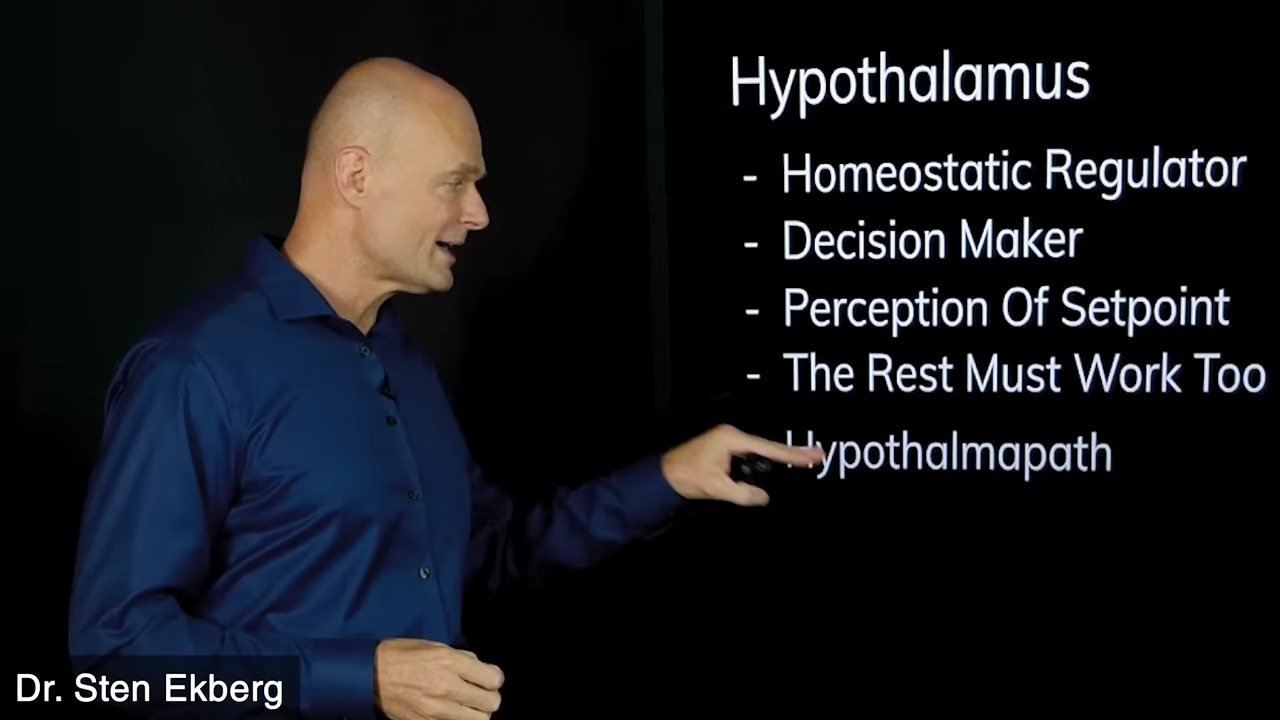 Hypothalamus
- Homeostatic Regulator
- Decision Maker
- Perception Of Setpoint
- The Rest Must Work Too
Hypothalmapath
Dr. Sten Ekberg